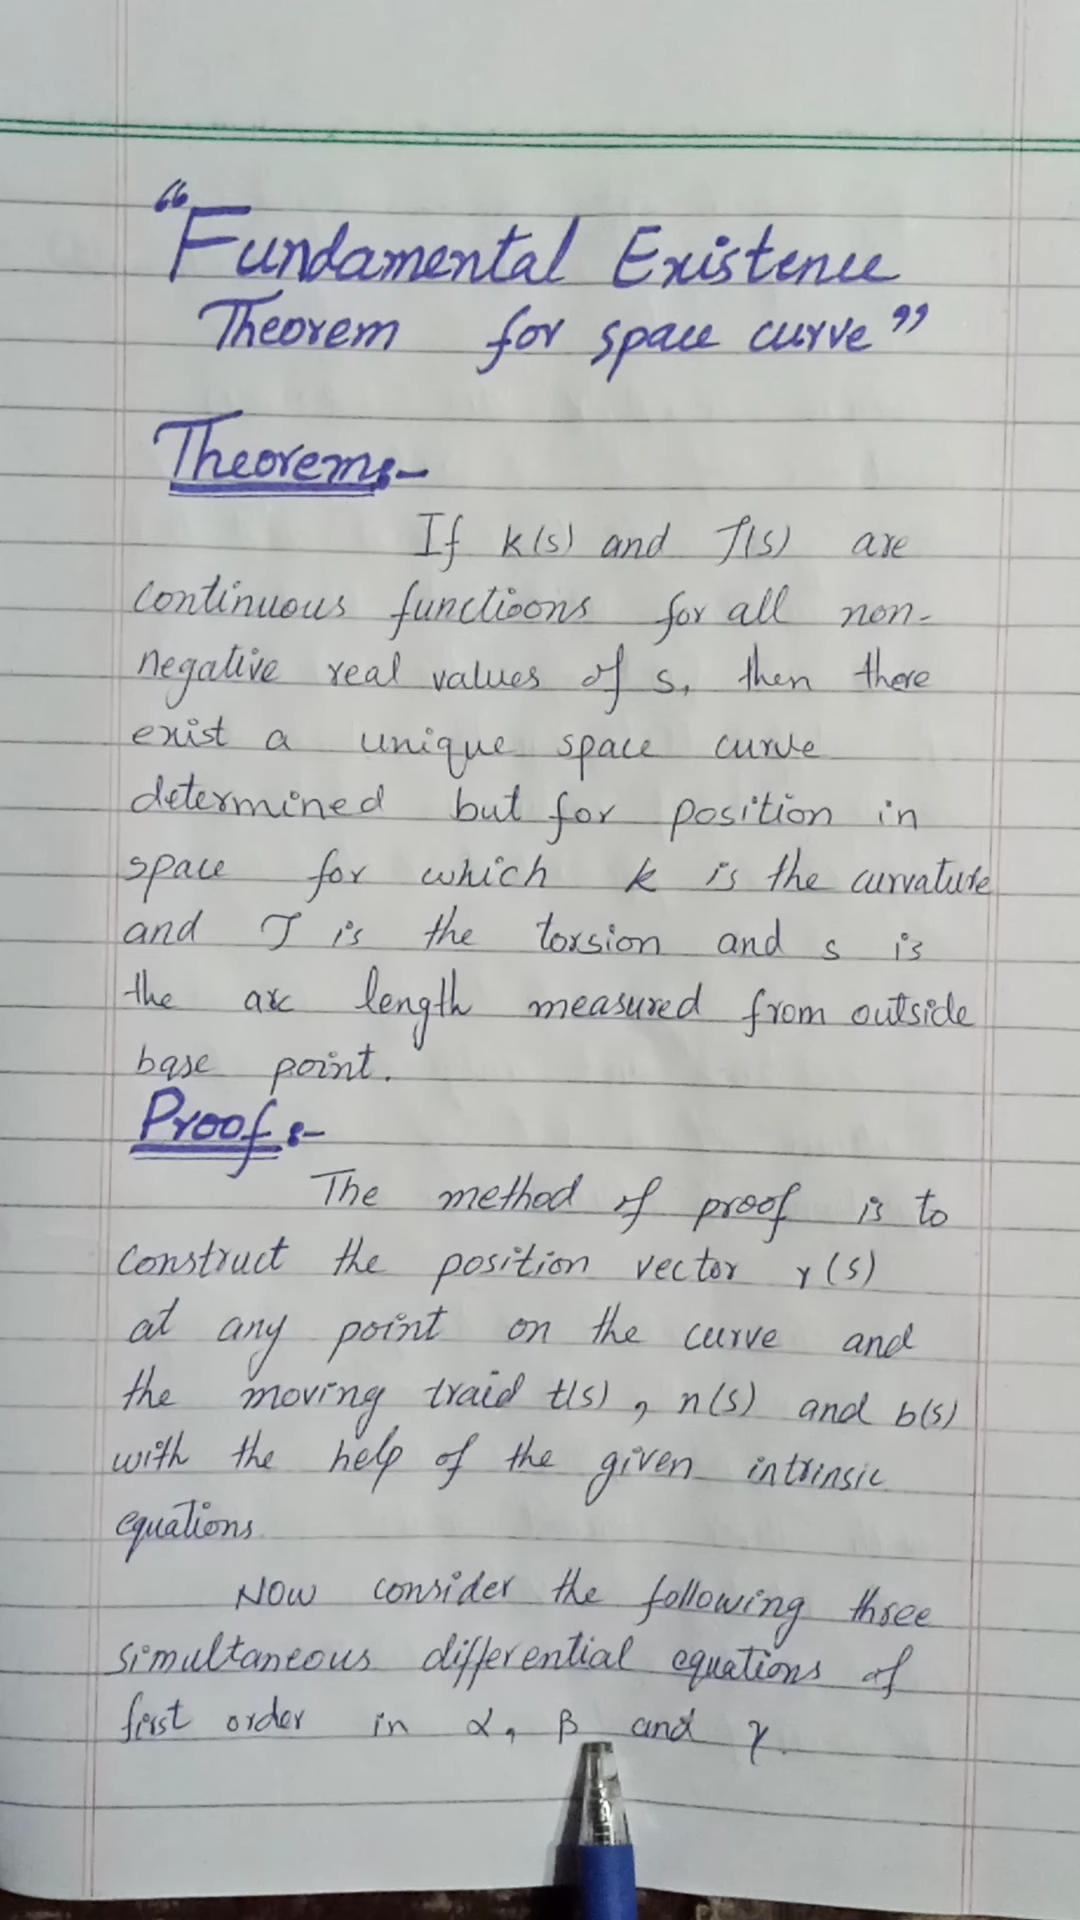 “Fundamental Existence
Theorem for space curve”
Theorem:-
If k(s) and τ(s) are
continuous functioons for all non-
negative real values of s, then there
exist a unique space curve
determined but for position in
space for which k is the curvature
and τ is the torsion and s is
the arc length measured from outside
base point.
Proof:-
The method of proof is to
construct the position vector r(s)
at any point on the curve and
the moving traid t(s), n(s) and b(s)
with the help of the given intrinsic
equations.
Now consider the following three
simultaneous differential equations of
first order in α, β and γ.